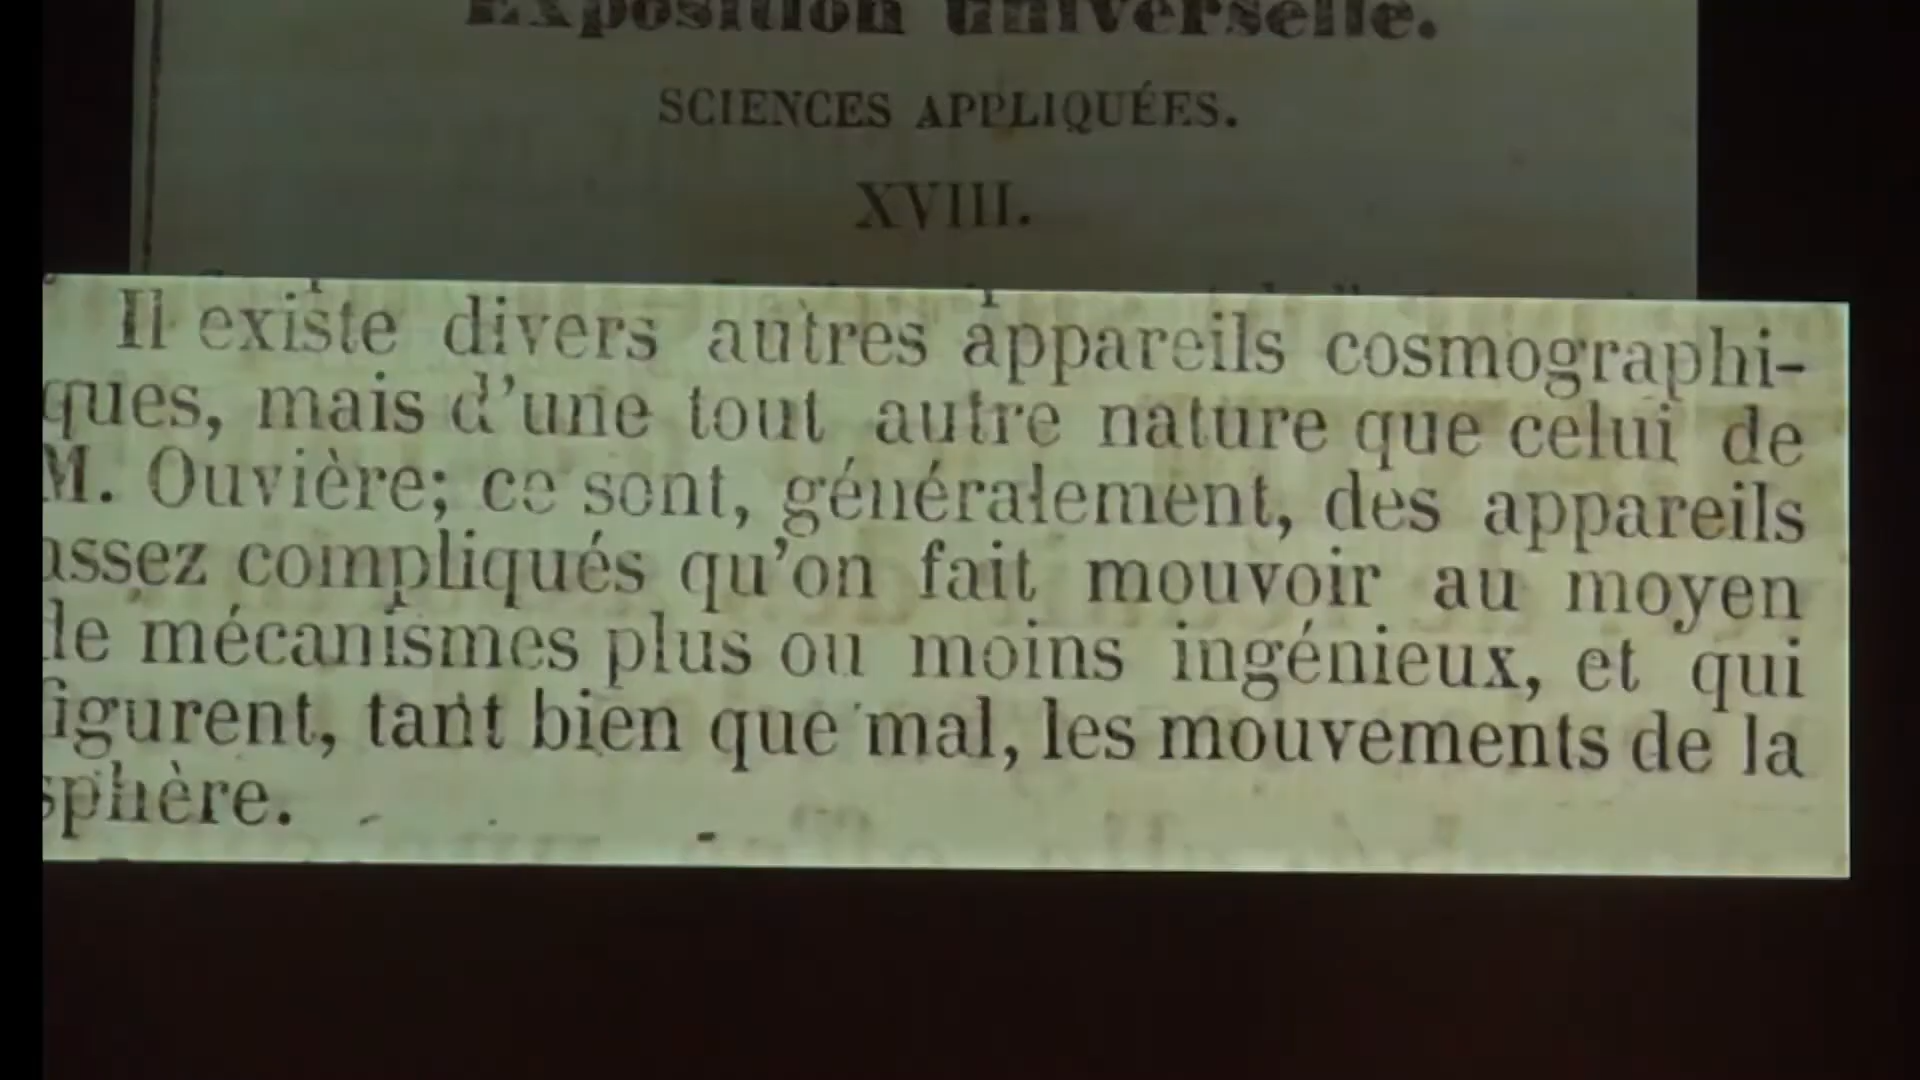 Exposition universelle.
SCIENCES APPLIQUÉES.
XVIII.
Il existe divers autres appareils cosmographi-
ques, mais d'une tout autre nature que celui de
M. Ouvière; ce sont, généralement, des appareils
assez compliqués qu'on fait mouvoir au moyen
de mécanismes plus ou moins ingénieux, et qui
figurent, tant bien que mal, les mouvements de la
sphère.